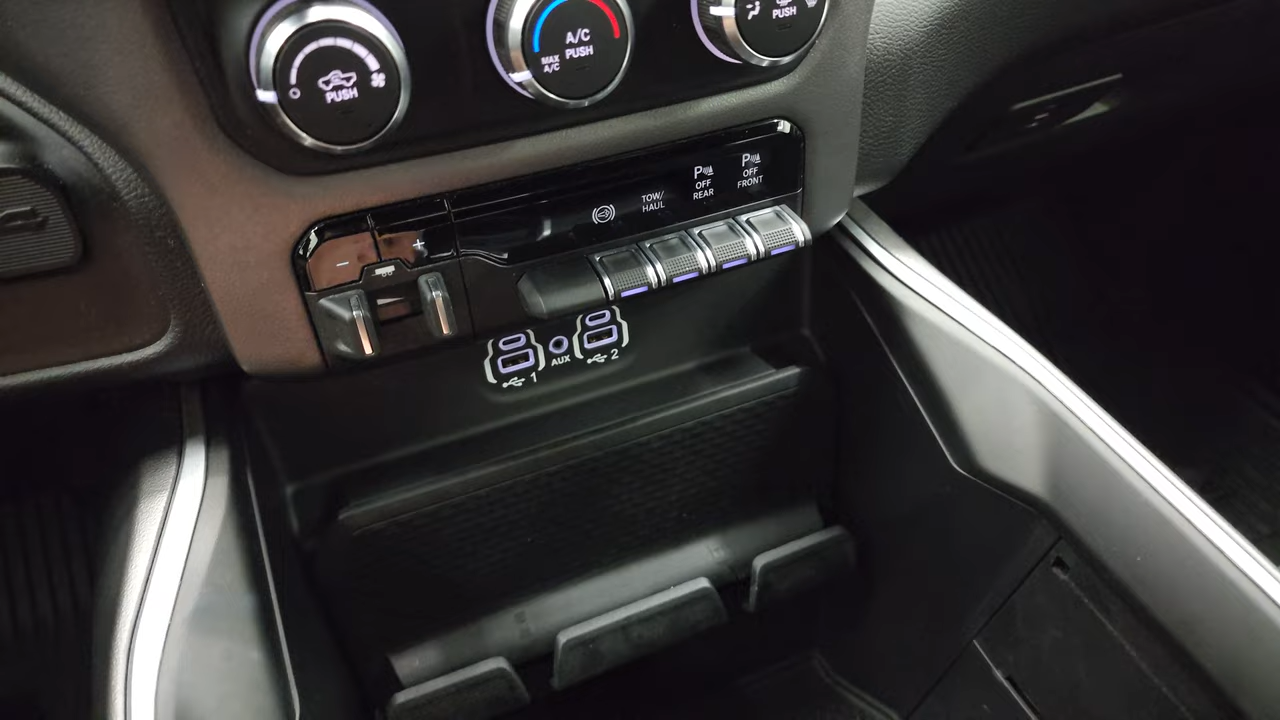 PUSH
A/C
PUSH
MAX
A/C
PUSH
TOW/
HAUL
P
OFF
REAR
P
OFF
FRONT
−
+
1
AUX
2